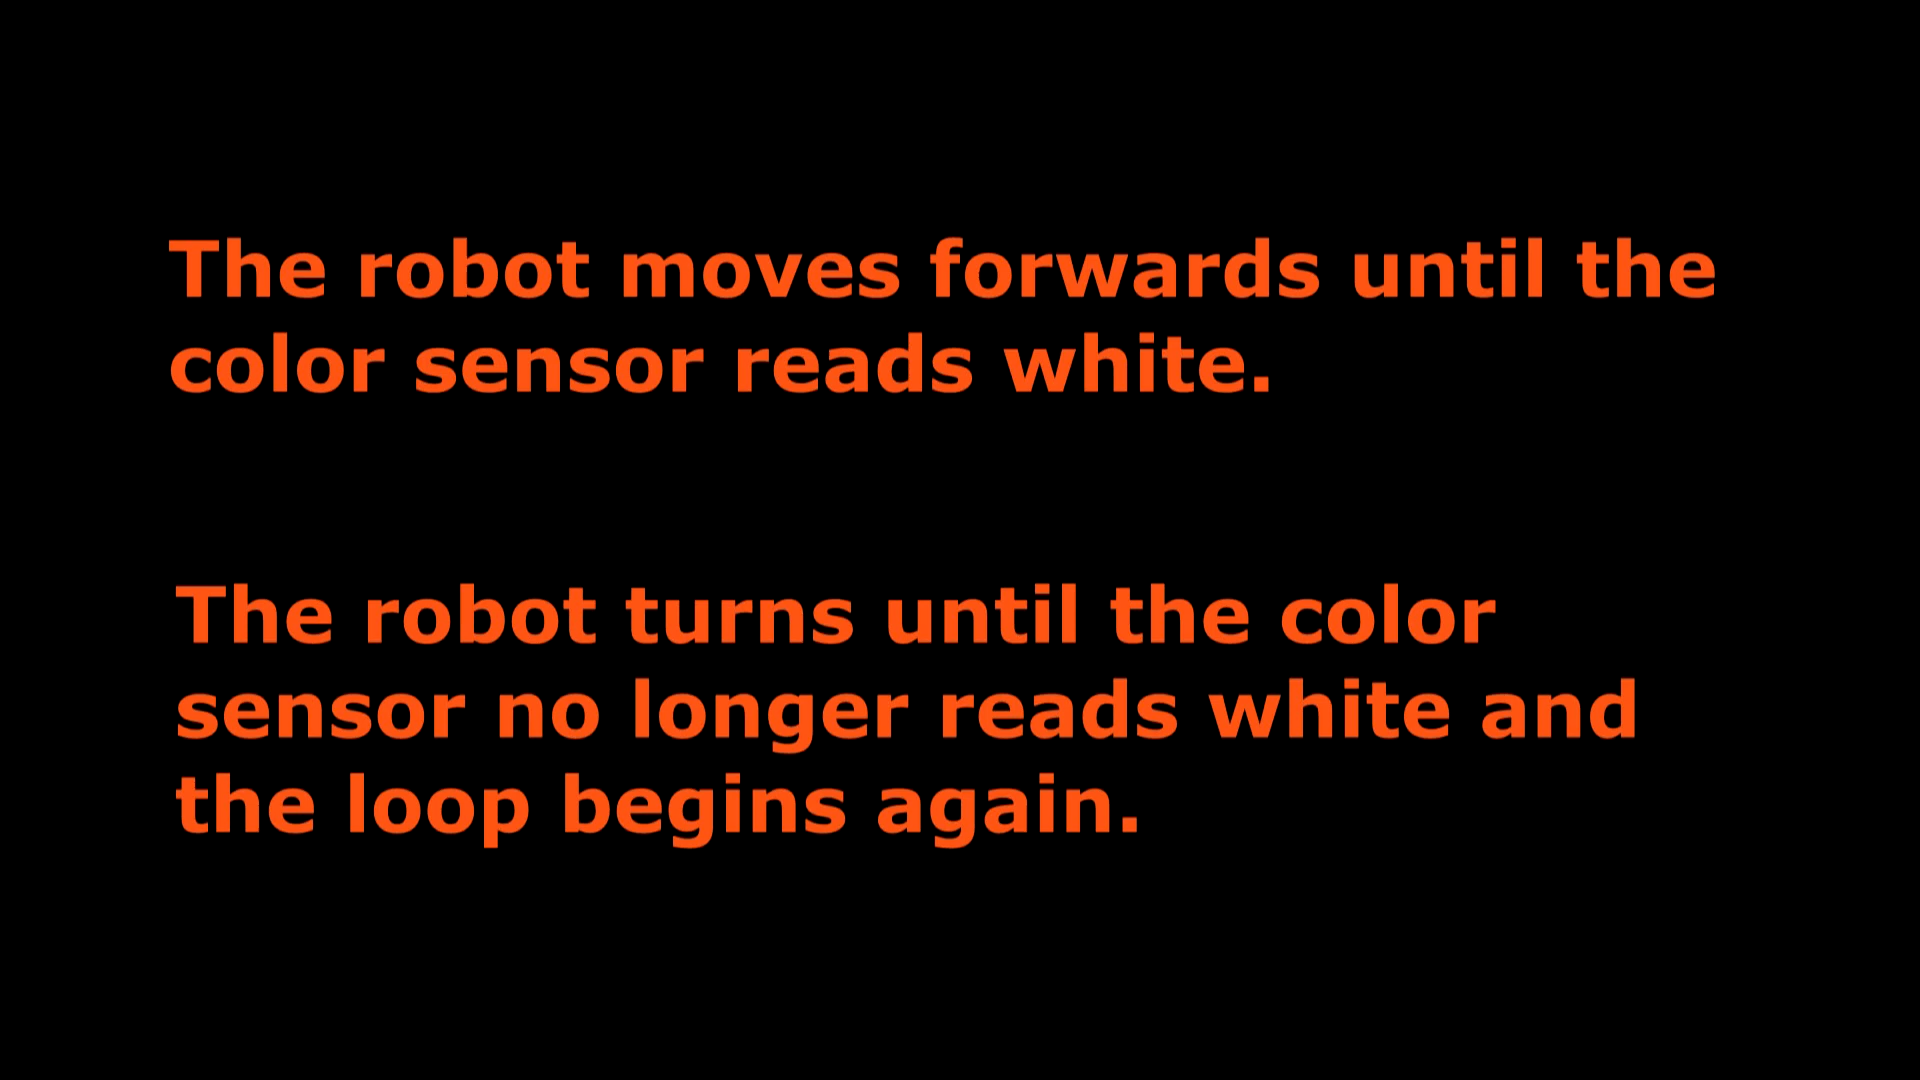 The robot moves forwards until the
color sensor reads white.
The robot turns until the color
sensor no longer reads white and
the loop begins again.